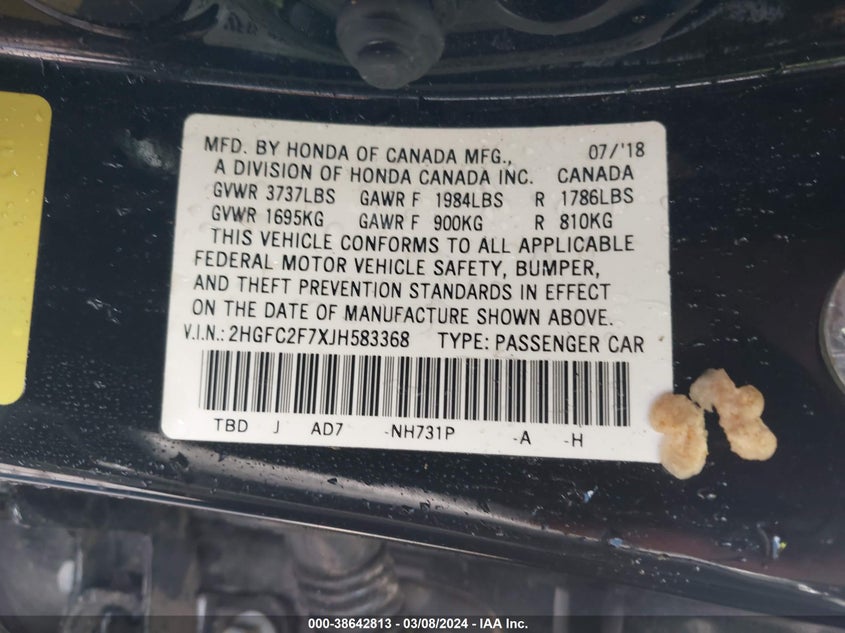 MFD. BY HONDA OF CANADA MFG., 07/'18
A DIVISION OF HONDA CANADA INC. CANADA
GVWR 3737LBS GAWR F 1984LBS R 1786LBS
GVWR 1695KG GAWR F 900KG R 810KG
THIS VEHICLE CONFORMS TO ALL APPLICABLE
FEDERAL MOTOR VEHICLE SAFETY, BUMPER,
AND THEFT PREVENTION STANDARDS IN EFFECT
ON THE DATE OF MANUFACTURE SHOWN ABOVE.
V.I.N.: 2HGFC2F7XJH583368 TYPE: PASSENGER CAR
TBD J AD7 -NH731P -A -H
000-38642813 - 03/08/2024 - IAA Inc.